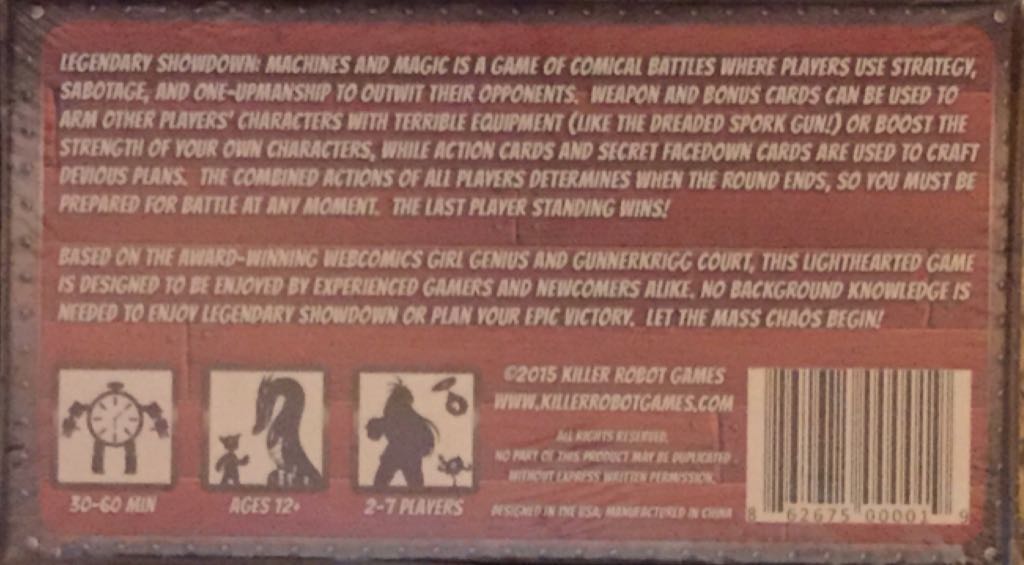 LEGENDARY SHOWDOWN: MACHINES AND MAGIC IS A GAME OF COMICAL BATTLES WHERE PLAYERS USE STRATEGY,
SABOTAGE, AND ONE-UPMANSHIP TO OUTWIT THEIR OPPONENTS. WEAPON AND BONUS CARDS CAN BE USED TO
ARM OTHER PLAYERS' CHARACTERS WITH TERRIBLE EQUIPMENT (LIKE THE DREADED SPORK GUN!) OR BOOST THE
STRENGTH OF YOUR OWN CHARACTERS, WHILE ACTION CARDS AND SECRET FACEDOWN CARDS ARE USED TO CRAFT
DEVIOUS PLANS. THE COMBINED ACTIONS OF ALL PLAYERS DETERMINES WHEN THE ROUND ENDS, SO YOU MUST BE
PREPARED FOR BATTLE AT ANY MOMENT. THE LAST PLAYER STANDING WINS!
BASED ON THE AWARD-WINNING WEBCOMICS GIRL GENIUS AND GUNNERKRIGG COURT, THIS LIGHTHEARTED GAME
IS DESIGNED TO BE ENJOYED BY EXPERIENCED GAMERS AND NEWCOMERS ALIKE. NO BACKGROUND KNOWLEDGE IS
NEEDED TO ENJOY LEGENDARY SHOWDOWN OR PLAN YOUR EPIC VICTORY. LET THE MASS CHAOS BEGIN!
30-60 MIN
AGES 12+
2-7 PLAYERS
©2015 KILLER ROBOT GAMES
WWW.KILLERROBOTGAMES.COM
ALL RIGHTS RESERVED.
NO PART OF THIS PRODUCT MAY BE DUPLICATED
WITHOUT EXPRESS WRITTEN PERMISSION.
DESIGNED IN THE USA, MANUFACTURED IN CHINA
8 62675 00001 9